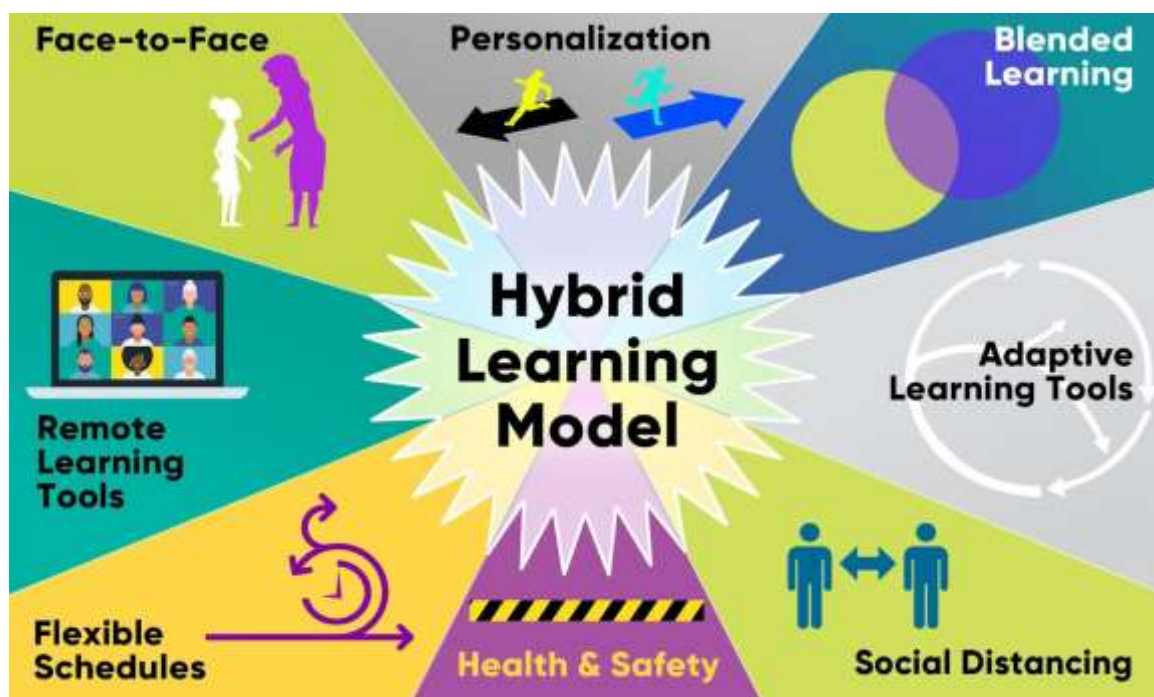 Face-to-Face
Personalization
Blended
Learning
Hybrid
Learning
Model
Adaptive
Learning Tools
Remote
Learning
Tools
Flexible
Schedules
Health & Safety
Social Distancing